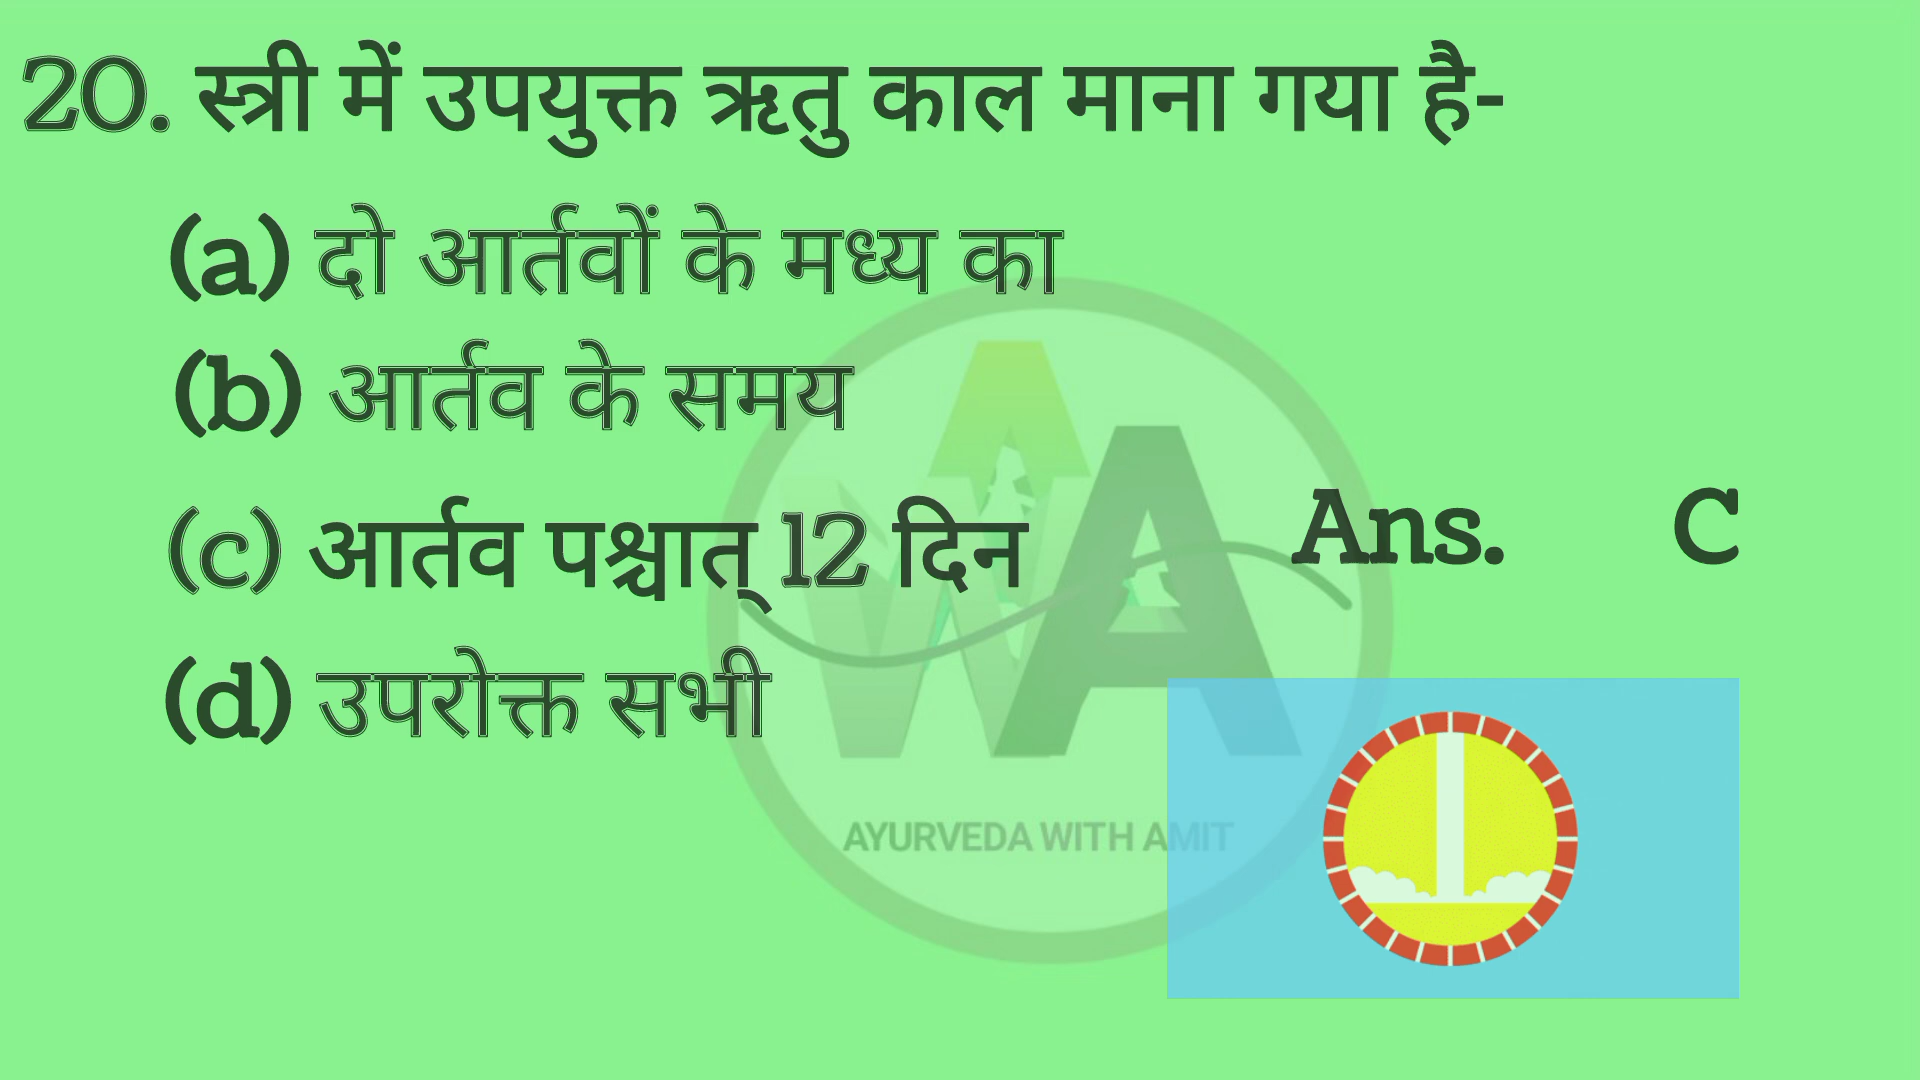 20. स्त्री में उपयुक्त ऋतु काल माना गया है-
(a) दो आर्तवों के मध्य का
(b) आर्तव के समय
(c) आर्तव पश्चात् 12 दिन
Ans. C
(d) उपरोक्त सभी
AYURVEDA WITH AMIT